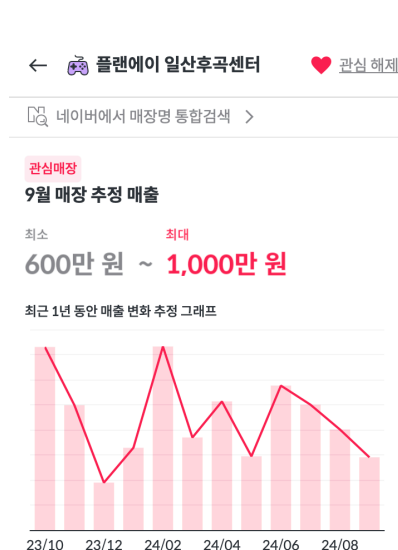 플랜에이 일산후곡센터
관심 해제
네이버에서 매장명 통합검색
관심매장
9월 매장 추정 매출
최소 최대
600만 원 ~ 1,000만 원
최근 1년 동안 매출 변화 추정 그래프
23/10 23/12 24/02 24/04 24/06 24/08